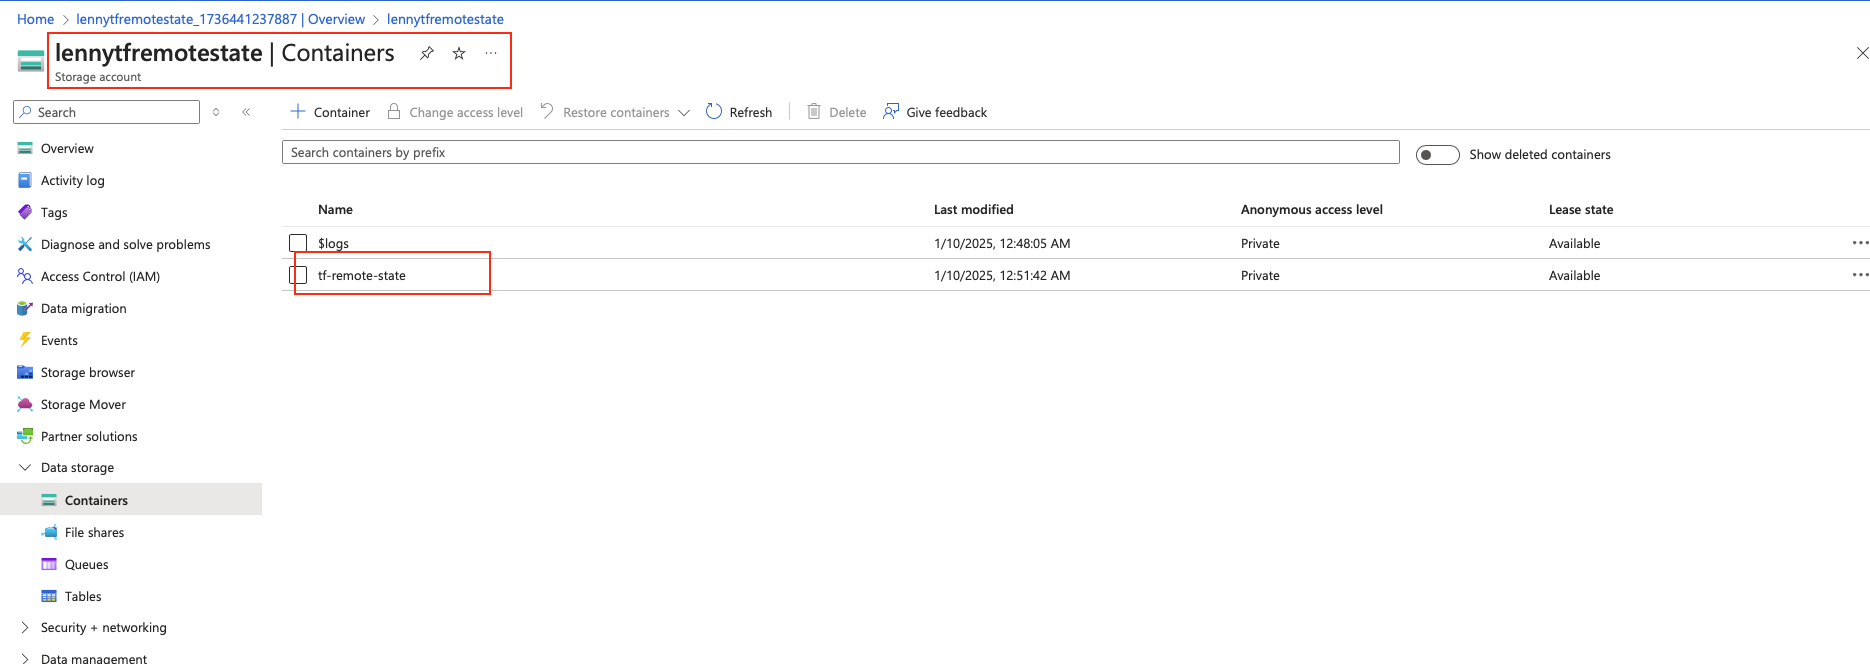 Home > lennytfremotestate_1736441237887 | Overview > lennytfremotestate
lennytfremotestate | Containers ...
Storage account
Search
Container Change access level Restore containers Refresh Delete Give feedback
Overview
Activity log
Tags
Diagnose and solve problems
Access Control (IAM)
Data migration
Events
Storage browser
Storage Mover
Partner solutions
Data storage
Containers
File shares
Queues
Tables
Security + networking
Data management
Search containers by prefix
Show deleted containers
Name Last modified Anonymous access level Lease state
$logs 1/10/2025, 12:48:05 AM Private Available
tf-remote-state 1/10/2025, 12:51:42 AM Private Available